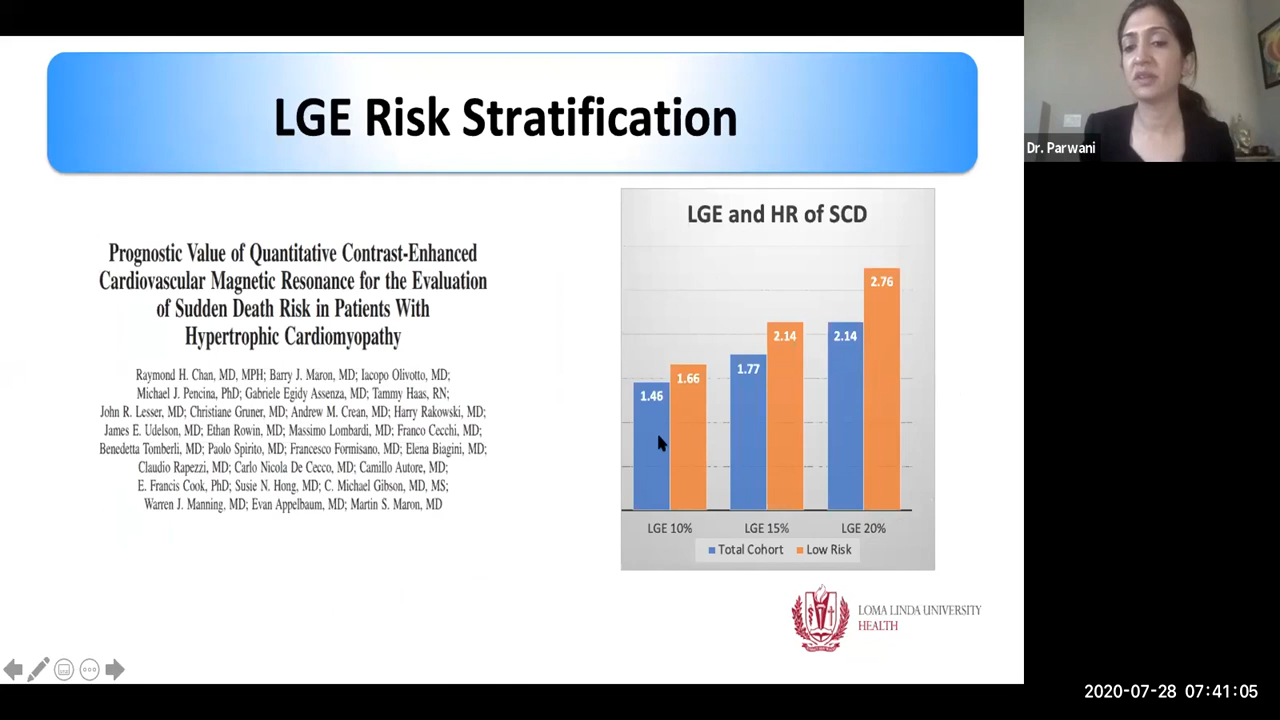 LGE Risk Stratification
Dr. Parwani
Prognostic Value of Quantitative Contrast-Enhanced
Cardiovascular Magnetic Resonance for the Evaluation
of Sudden Death Risk in Patients With
Hypertrophic Cardiomyopathy
Raymond H. Chan, MD, MPH; Barry J. Maron, MD; Iacopo Olivotto, MD;
Michael J. Pencina, PhD; Gabriele Egidy Assenza, MD; Tammy Haas, RN;
John R. Lesser, MD; Christiane Gruner, MD; Andrew M. Crean, MD; Harry Rakowski, MD;
James E. Udelson, MD; Ethan Rowin, MD; Massimo Lombardi, MD; Franco Cecchi, MD;
Benedetta Tomberli, MD; Paolo Spirito, MD; Francesco Formisano, MD; Elena Biagini, MD;
Claudio Rapezzi, MD; Carlo Nicola De Cecco, MD; Camillo Autore, MD;
E. Francis Cook, PhD; Susie N. Hong, MD; C. Michael Gibson, MD, MS;
Warren J. Manning, MD; Evan Appelbaum, MD; Martin S. Maron, MD
LGE and HR of SCD
1.46
1.66
1.77
2.14
2.14
2.76
LGE 10%
LGE 15%
LGE 20%
Total Cohort
Low Risk
LOMA LINDA UNIVERSITY
HEALTH
2020-07-28 07:41:05